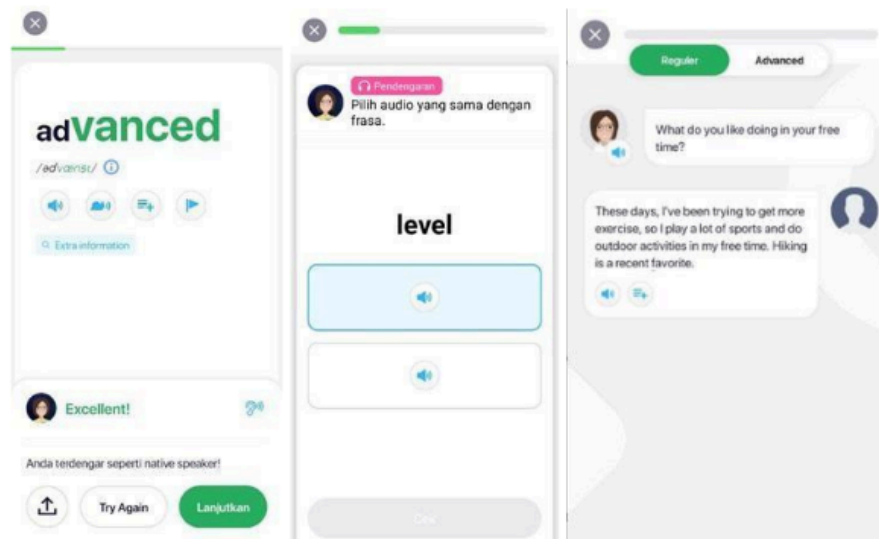 advanced
Extra information
Excellent!
Anda terdengar seperti native speaker!
Try Again
Lanjutkan
Pendengaran
Pilih audio yang sama dengan
frasa.
level
Reguler
Advanced
What do you like doing in your free
time?
These days, I've been trying to get more
exercise, so I play a lot of sports and do
outdoor activities in my free time. Hiking
is a recent favorite.